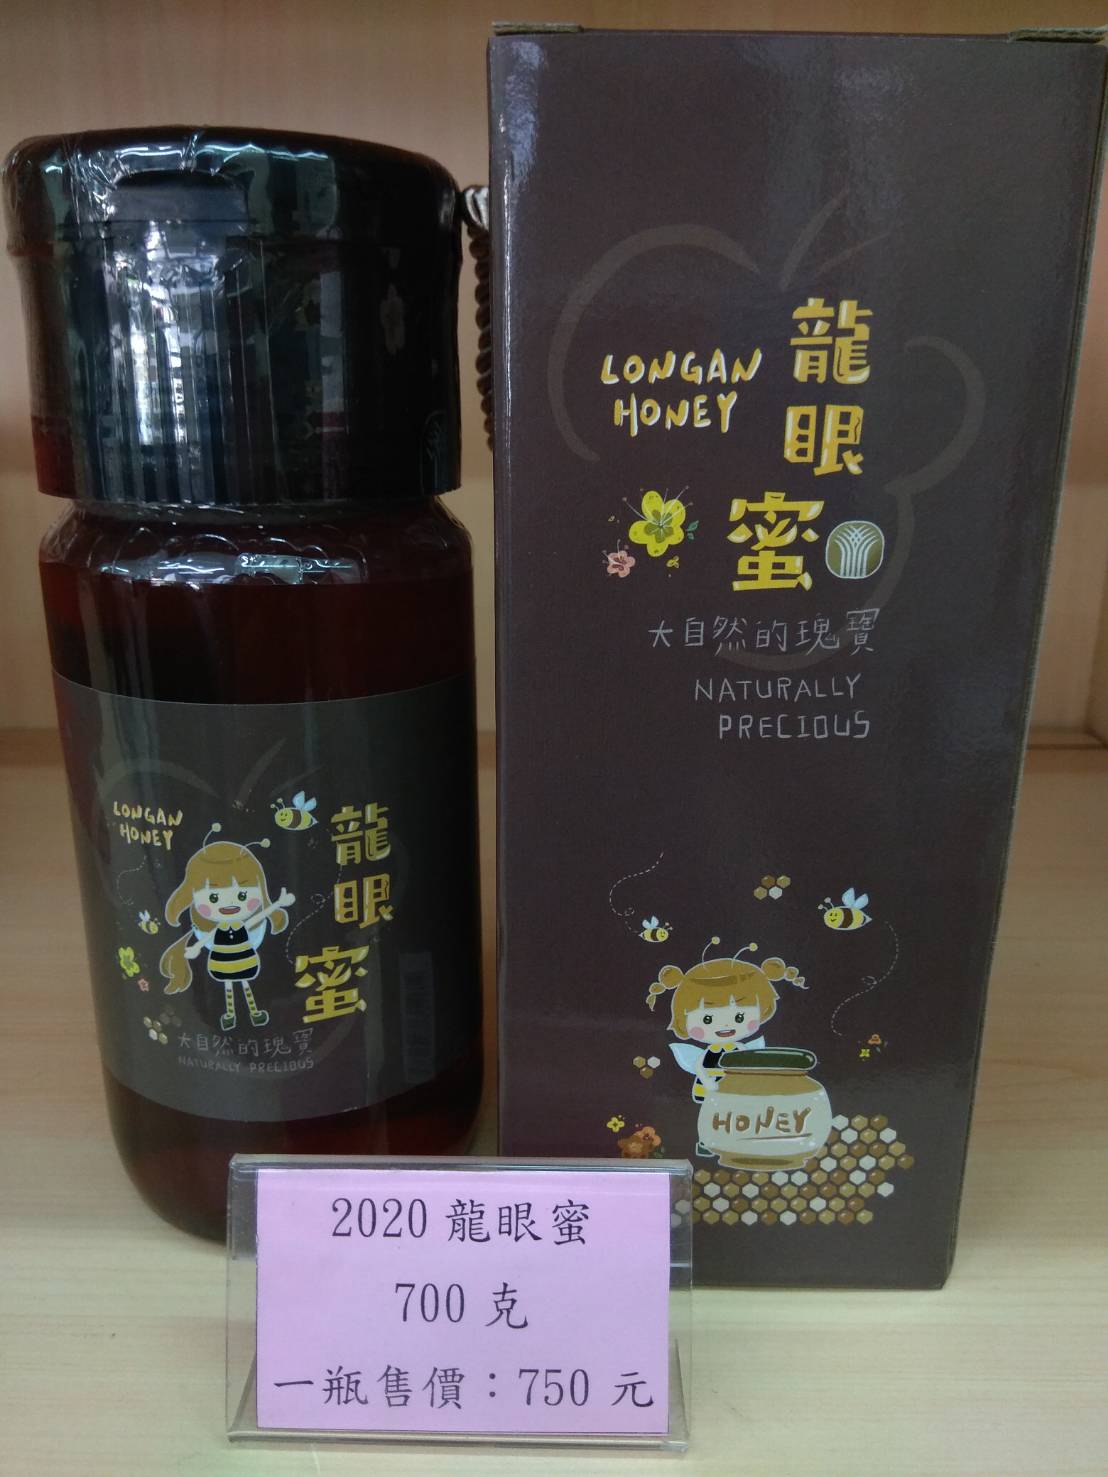 LONGAN
HONEY
龍眼蜜
大自然的瑰寶
NATURALLY
PRECIOUS
HONEY
LONGAN
HONEY
龍眼蜜
大自然的瑰寶
NATURALLY PRECIOUS
2020 龍眼蜜
700 克
一瓶售價：750 元